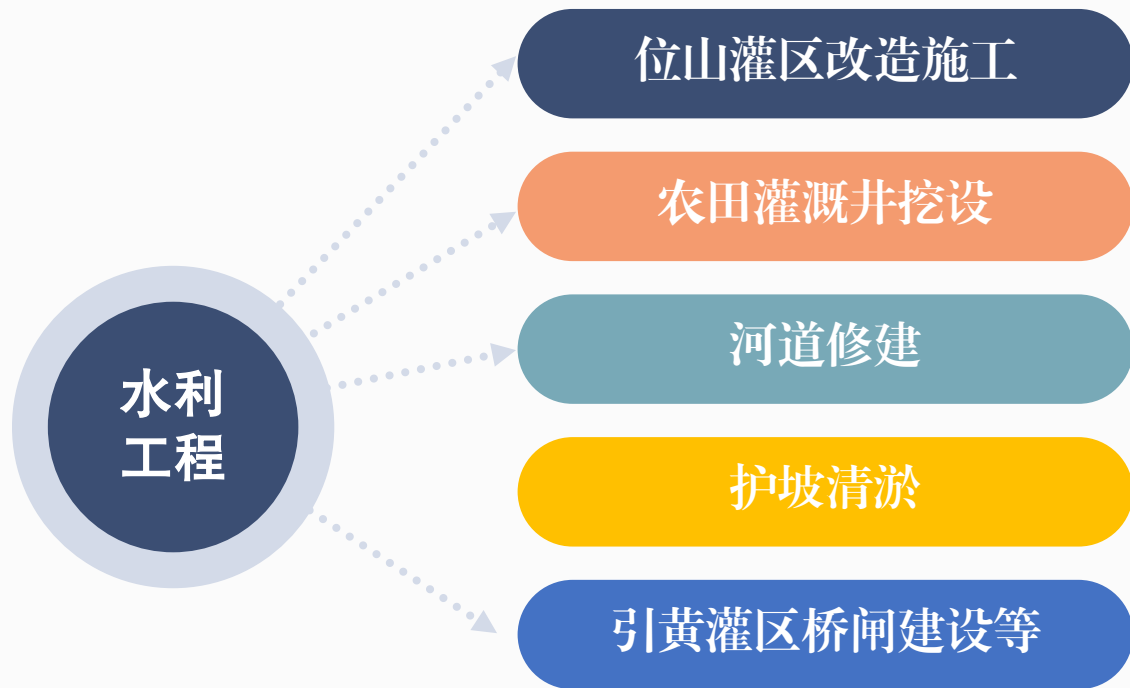 水利
工程
位山灌区改造施工
农田灌溉井挖设
河道修建
护坡清淤
引黄灌区桥闸建设等